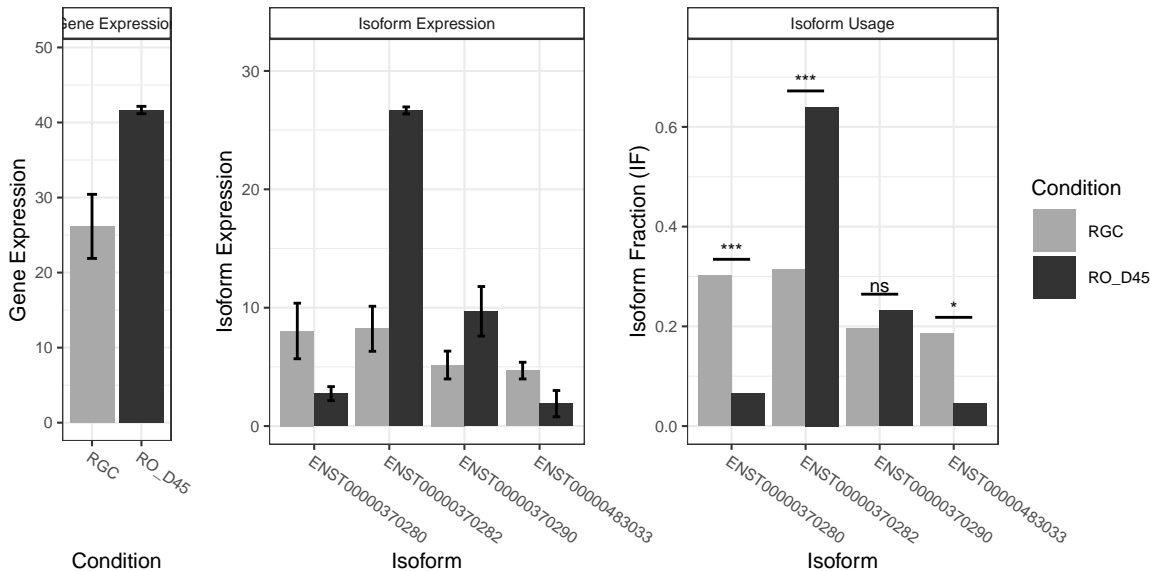 Gene Expression
Gene Expression
50
40
30
20
10
0
RGC
RO_D45
Condition
Isoform Expression
Isoform Expression
30
20
10
0
ENST00000370280
ENST00000370282
ENST00000370290
ENST00000483033
Isoform
Isoform Usage
Isoform Fraction (IF)
0.6
0.4
0.2
0.0
***
***
ns
*
ENST00000370280
ENST00000370282
ENST00000370290
ENST00000483033
Isoform
Condition
RGC
RO_D45